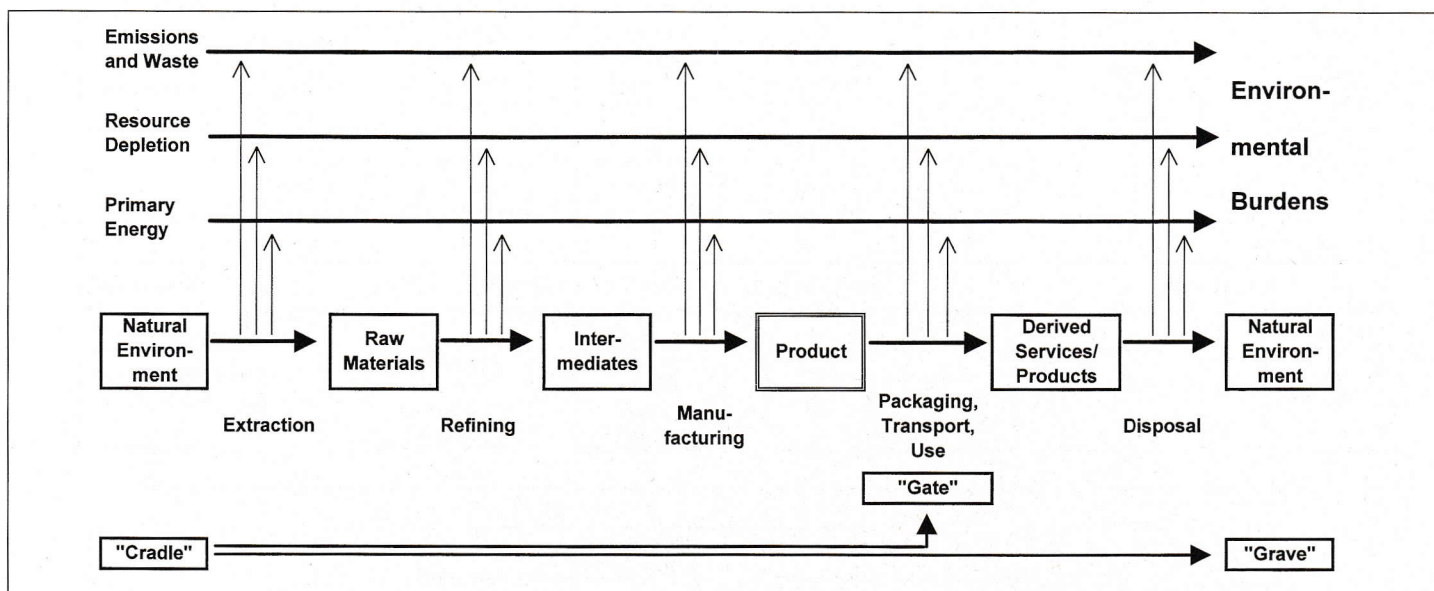 Emissions
and Waste
Resource
Depletion
Primary
Energy
Environ-
mental
Burdens
Natural
Environ-
ment
Raw
Materials
Inter-
mediates
Product
Derived
Services/
Products
Natural
Environ-
ment
Extraction
Refining
Manu-
facturing
Packaging,
Transport,
Use
Disposal
"Gate"
"Cradle"
"Grave"